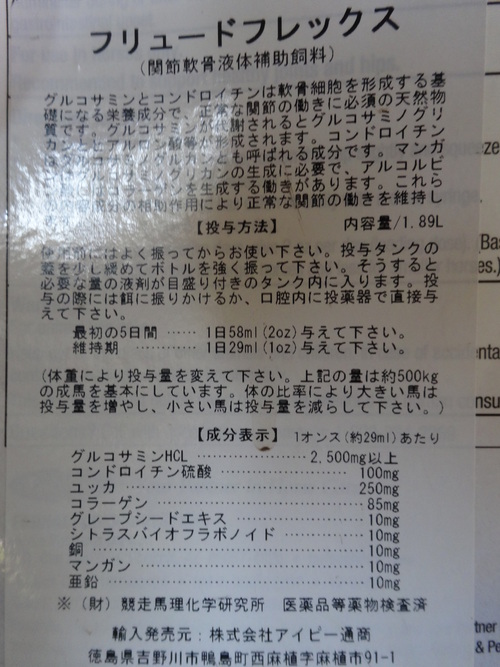 フリュードフレックス
(関節軟骨液体補助飼料)
グルコサミンとコンドロイチンは軟骨細胞を形成する基
礎になる栄養成分で、正常な関節の働きに必須の天然物
質です。グルコサミンが代謝されるとグルコサミノグリ
カンとヒアルロン酸等が形成されます。コンドロイチン
とも呼ばれる成分です。マンガ
グリカンの生成に必要で、アルコルビ
を生成する働きがあります。これら
の相助作用により正常な関節の働きを維持し
【投与方法】 内容量/1.89L
使用前にはよく振ってからお使い下さい。投与タンクの
蓋を少し緩めてボトルを強く振って下さい。そうすると
必要な量の液剤が目盛り付きのタンク内に入ります。投
与の際には餌に振りかけるか、口腔内に投薬器で直接与
えて下さい。
最初の5日間 …… 1日58ml(2oz)与えて下さい。
維持期 ………… 1日29ml(1oz)与えて下さい。
(体重により投与量を変えて下さい。上記の量は約500kg
の成馬を基本にしています。体の比率により大きい馬は
投与量を増やし、小さい馬は投与量を減らして下さい。)
【成分表示】 1オンス(約29ml)あたり
グルコサミンHCL ……………… 2,500mg以上
コンドロイチン硫酸 ……………… 100mg
ユッカ ……………… 250mg
コラーゲン ……………… 85mg
グレープシードエキス ……………… 10mg
シトラスバイオフラボノイド ……………… 10mg
銅 ……………… 10mg
マンガン ……………… 10mg
亜鉛 ……………… 10mg
※(財)競走馬理化学研究所 医薬品等薬物検査済
輸入発売元:株式会社アイピー通商
徳島県吉野川市鴨島町西麻植字麻植市91-1